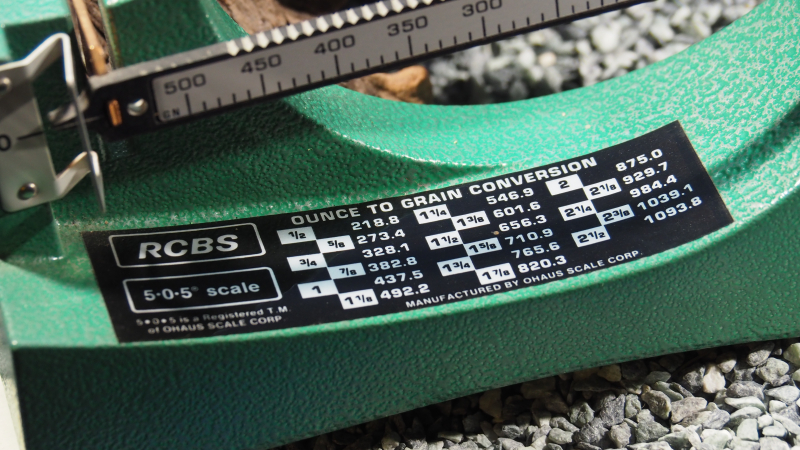 500 450 400 350 300
GN
0
OUNCE TO GRAIN CONVERSION
RCBS
5·0·5® scale
5•0•5 is a Registered T.M.
of OHAUS SCALE CORP
1/2 218.8
5/8 273.4
3/4 328.1
7/8 382.8
1 437.5
1 1/8 492.2
1 1/4 546.9
1 3/8 601.6
1 1/2 656.3
1 5/8 710.9
1 3/4 765.6
1 7/8 820.3
2 875.0
2 1/8 929.7
2 1/4 984.4
2 3/8 1039.1
2 1/2 1093.8
MANUFACTURED BY OHAUS SCALE CORP.